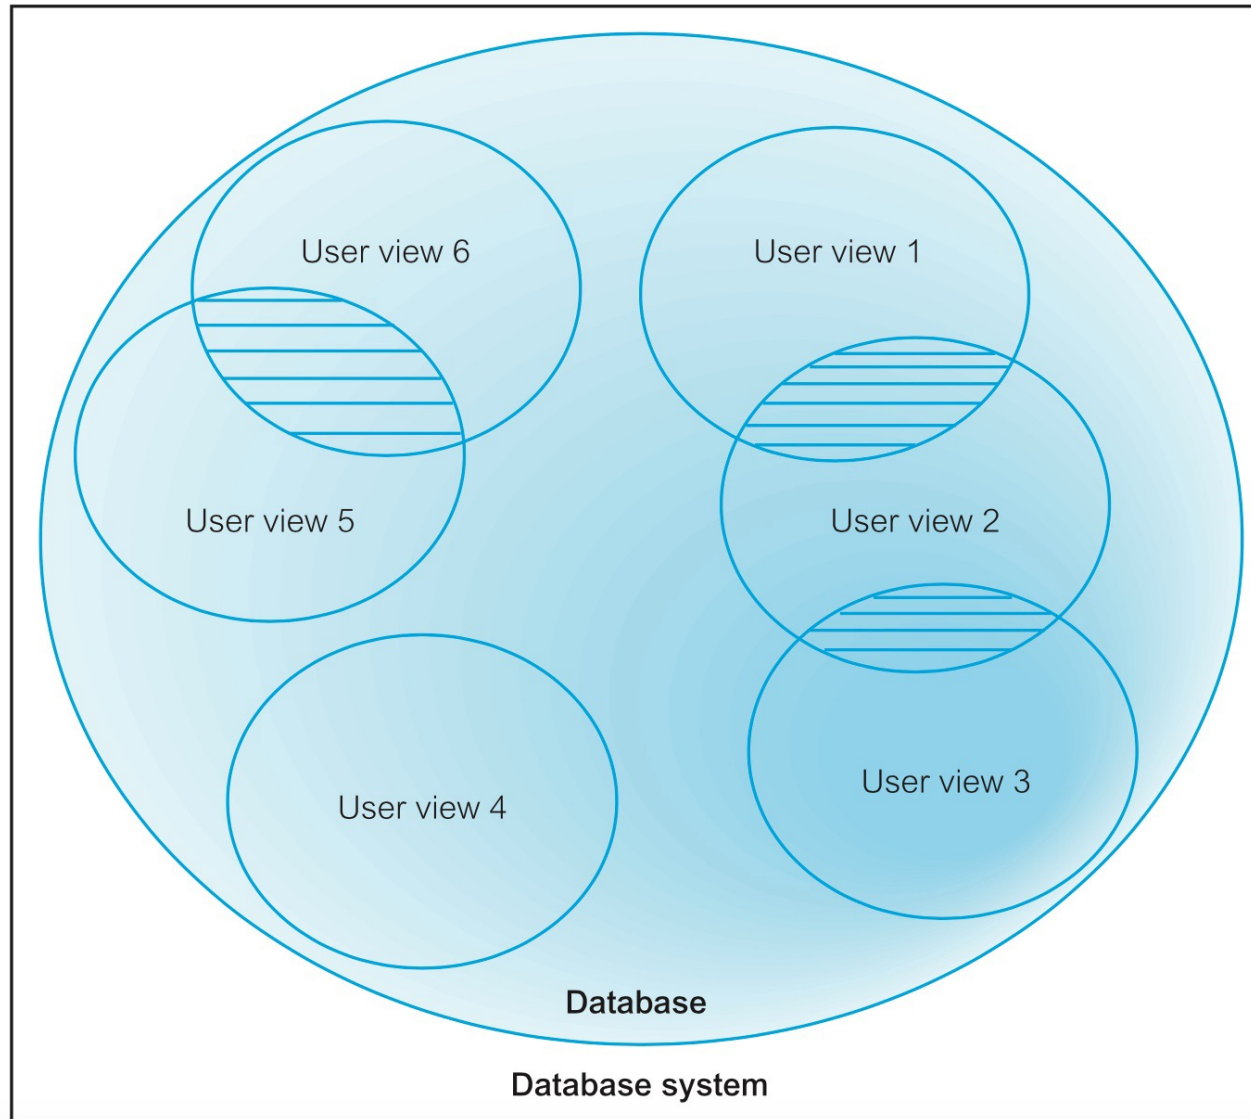 User view 6
User view 1
User view 5
User view 2
User view 4
User view 3
Database
Database system